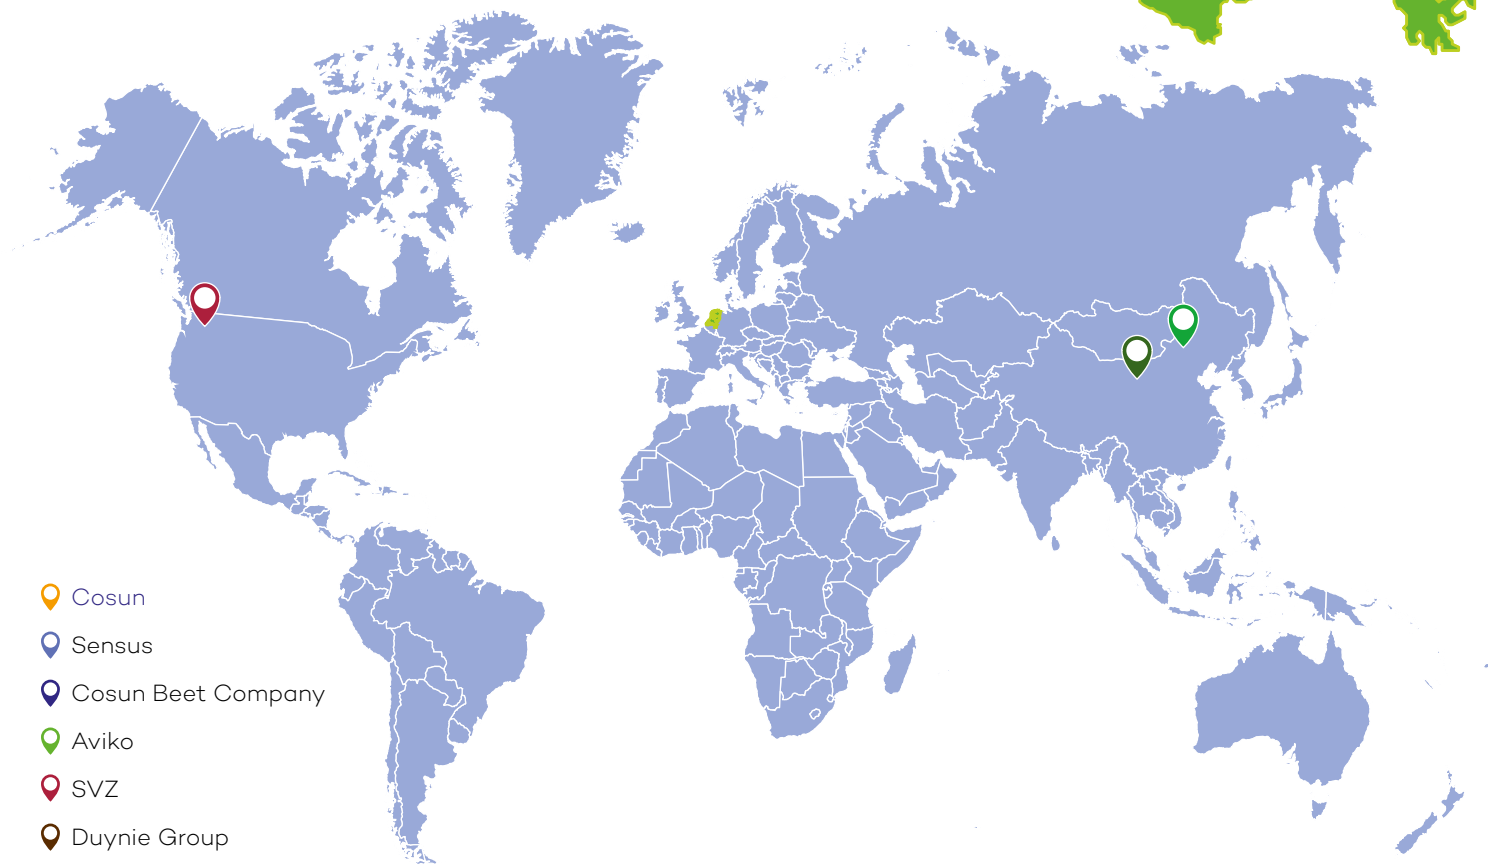 Cosun
Sensus
Cosun Beet Company
Aviko
SVZ
Duynie Group